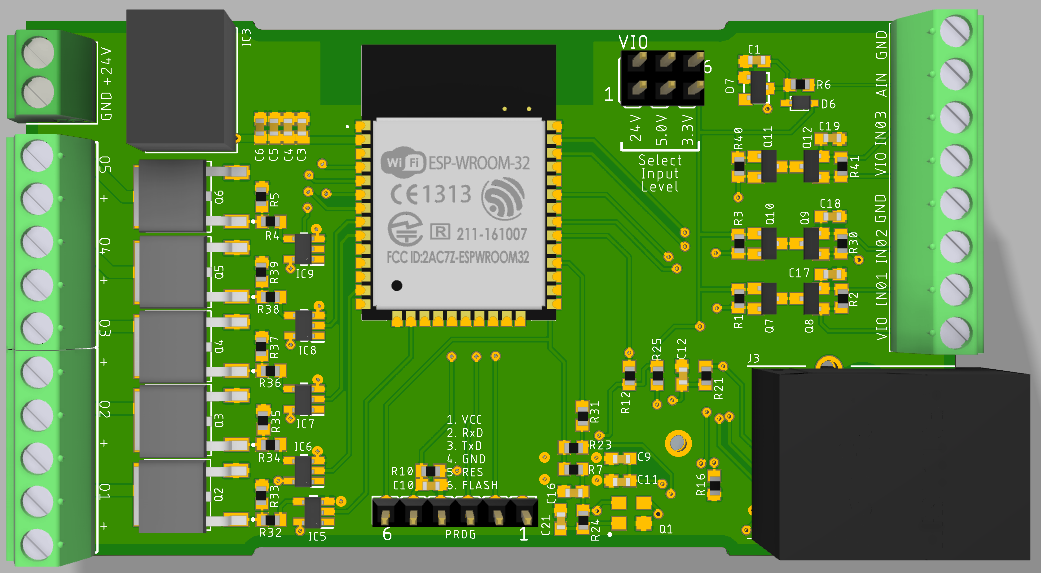 GND +24V
IC3
VIO
6
1
24V
5.0V
3.3V
Select
Input
Level
C1
D7
R6
D6
GND
AIN
IN03
VIO
GND
IN02
IN01
VIO
R40
Q11
Q12
C19
R41
R3
Q10
Q9
C18
R30
C17
R1
Q7
Q8
R2
C6
C5
C4
C3
WiFi ESP-WROOM-32
CE1313
R 211-161007
FCC ID:2AC7Z-ESPWROOM32
O5
+
O4
+
O3
+
O2
+
O1
+
Q6
R5
R4
IC9
Q5
R39
R38
IC8
Q4
R37
R36
IC7
Q3
R35
R34
IC6
Q2
R33
R32
IC5
1. VCC
2. RxD
3. TxD
4. GND
5 RES
6. FLASH
R10
C10
6
PROG
1
R12
R25
C12
R21
R31
R23
R7
C9
C11
C16
C21
R24
Q1
R16
J3